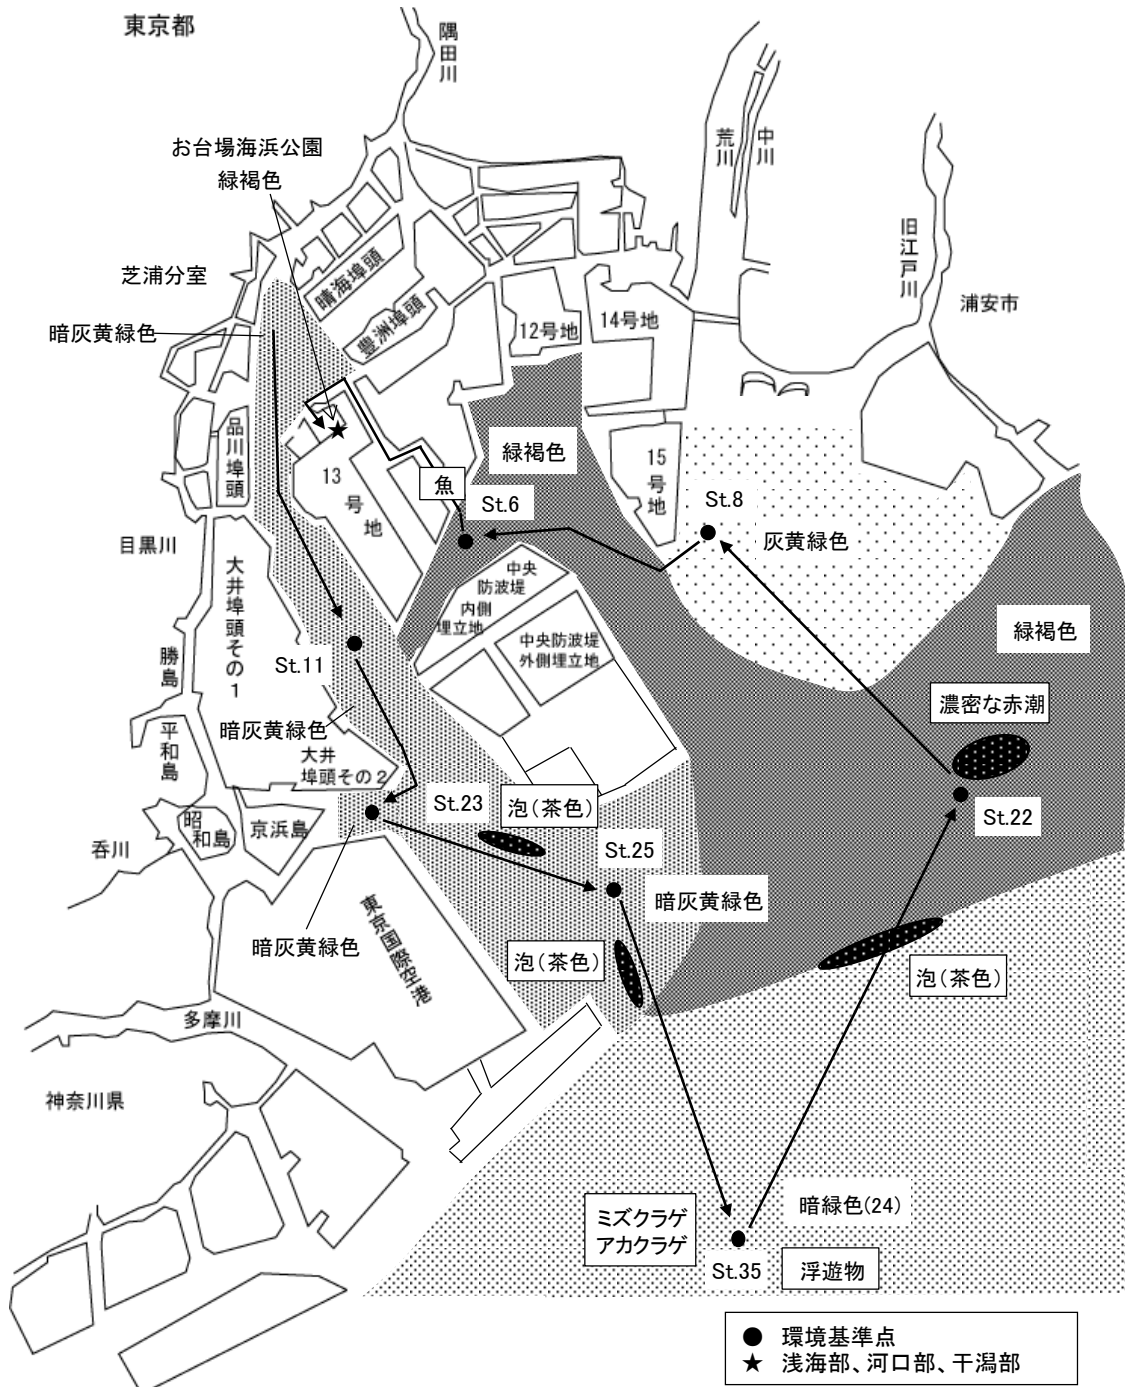 東京都
隅田川
荒川
中川
お台場海浜公園
緑褐色
旧江戸川
芝浦分室
晴海埠頭
浦安市
暗灰黄緑色
豊洲埠頭
12号地
14号地
品川埠頭
13号地
緑褐色
15号地
魚
St.6
St.8
目黒川
灰黄緑色
大井埠頭その1
中央
防波堤
内側
埋立地
中央防波堤
外側埋立地
緑褐色
勝島
St.11
濃密な赤潮
暗灰黄緑色
平和島
大井
埠頭その2
St.23
泡(茶色)
St.22
昭和島
京浜島
呑川
St.25
暗灰黄緑色
東京国際空港
暗灰黄緑色
泡(茶色)
泡(茶色)
多摩川
神奈川県
ミズクラゲ
アカクラゲ
暗緑色(24)
St.35
浮遊物
● 環境基準点
★ 浅海部、河口部、干潟部